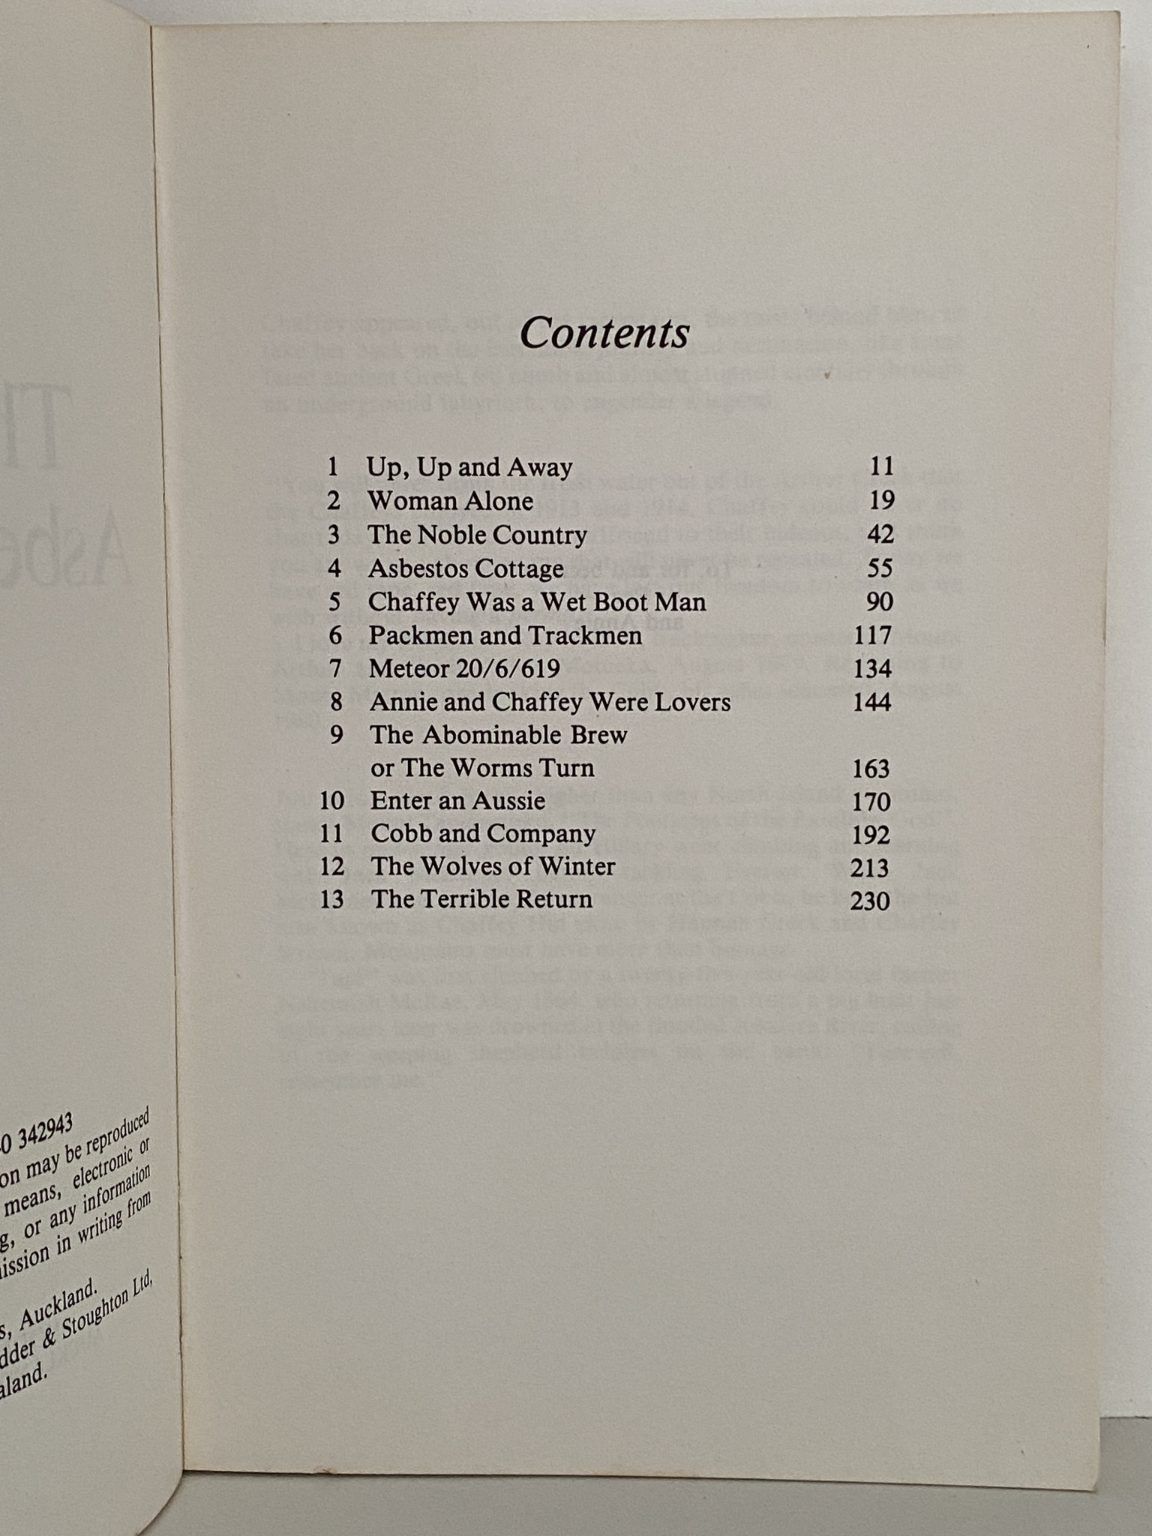 Contents
1 Up, Up and Away 11
2 Woman Alone 19
3 The Noble Country 42
4 Asbestos Cottage 55
5 Chaffey Was a Wet Boot Man 90
6 Packmen and Trackmen 117
7 Meteor 20/6/619 134
8 Annie and Chaffey Were Lovers 144
9 The Abominable Brew
or The Worms Turn 163
10 Enter an Aussie 170
11 Cobb and Company 192
12 The Wolves of Winter 213
13 The Terrible Return 230
0 342943
on may be reproduced
means, electronic or
g, or any information
ission in writing from
s, Auckland.
dder & Stoughton Ltd,
aland.